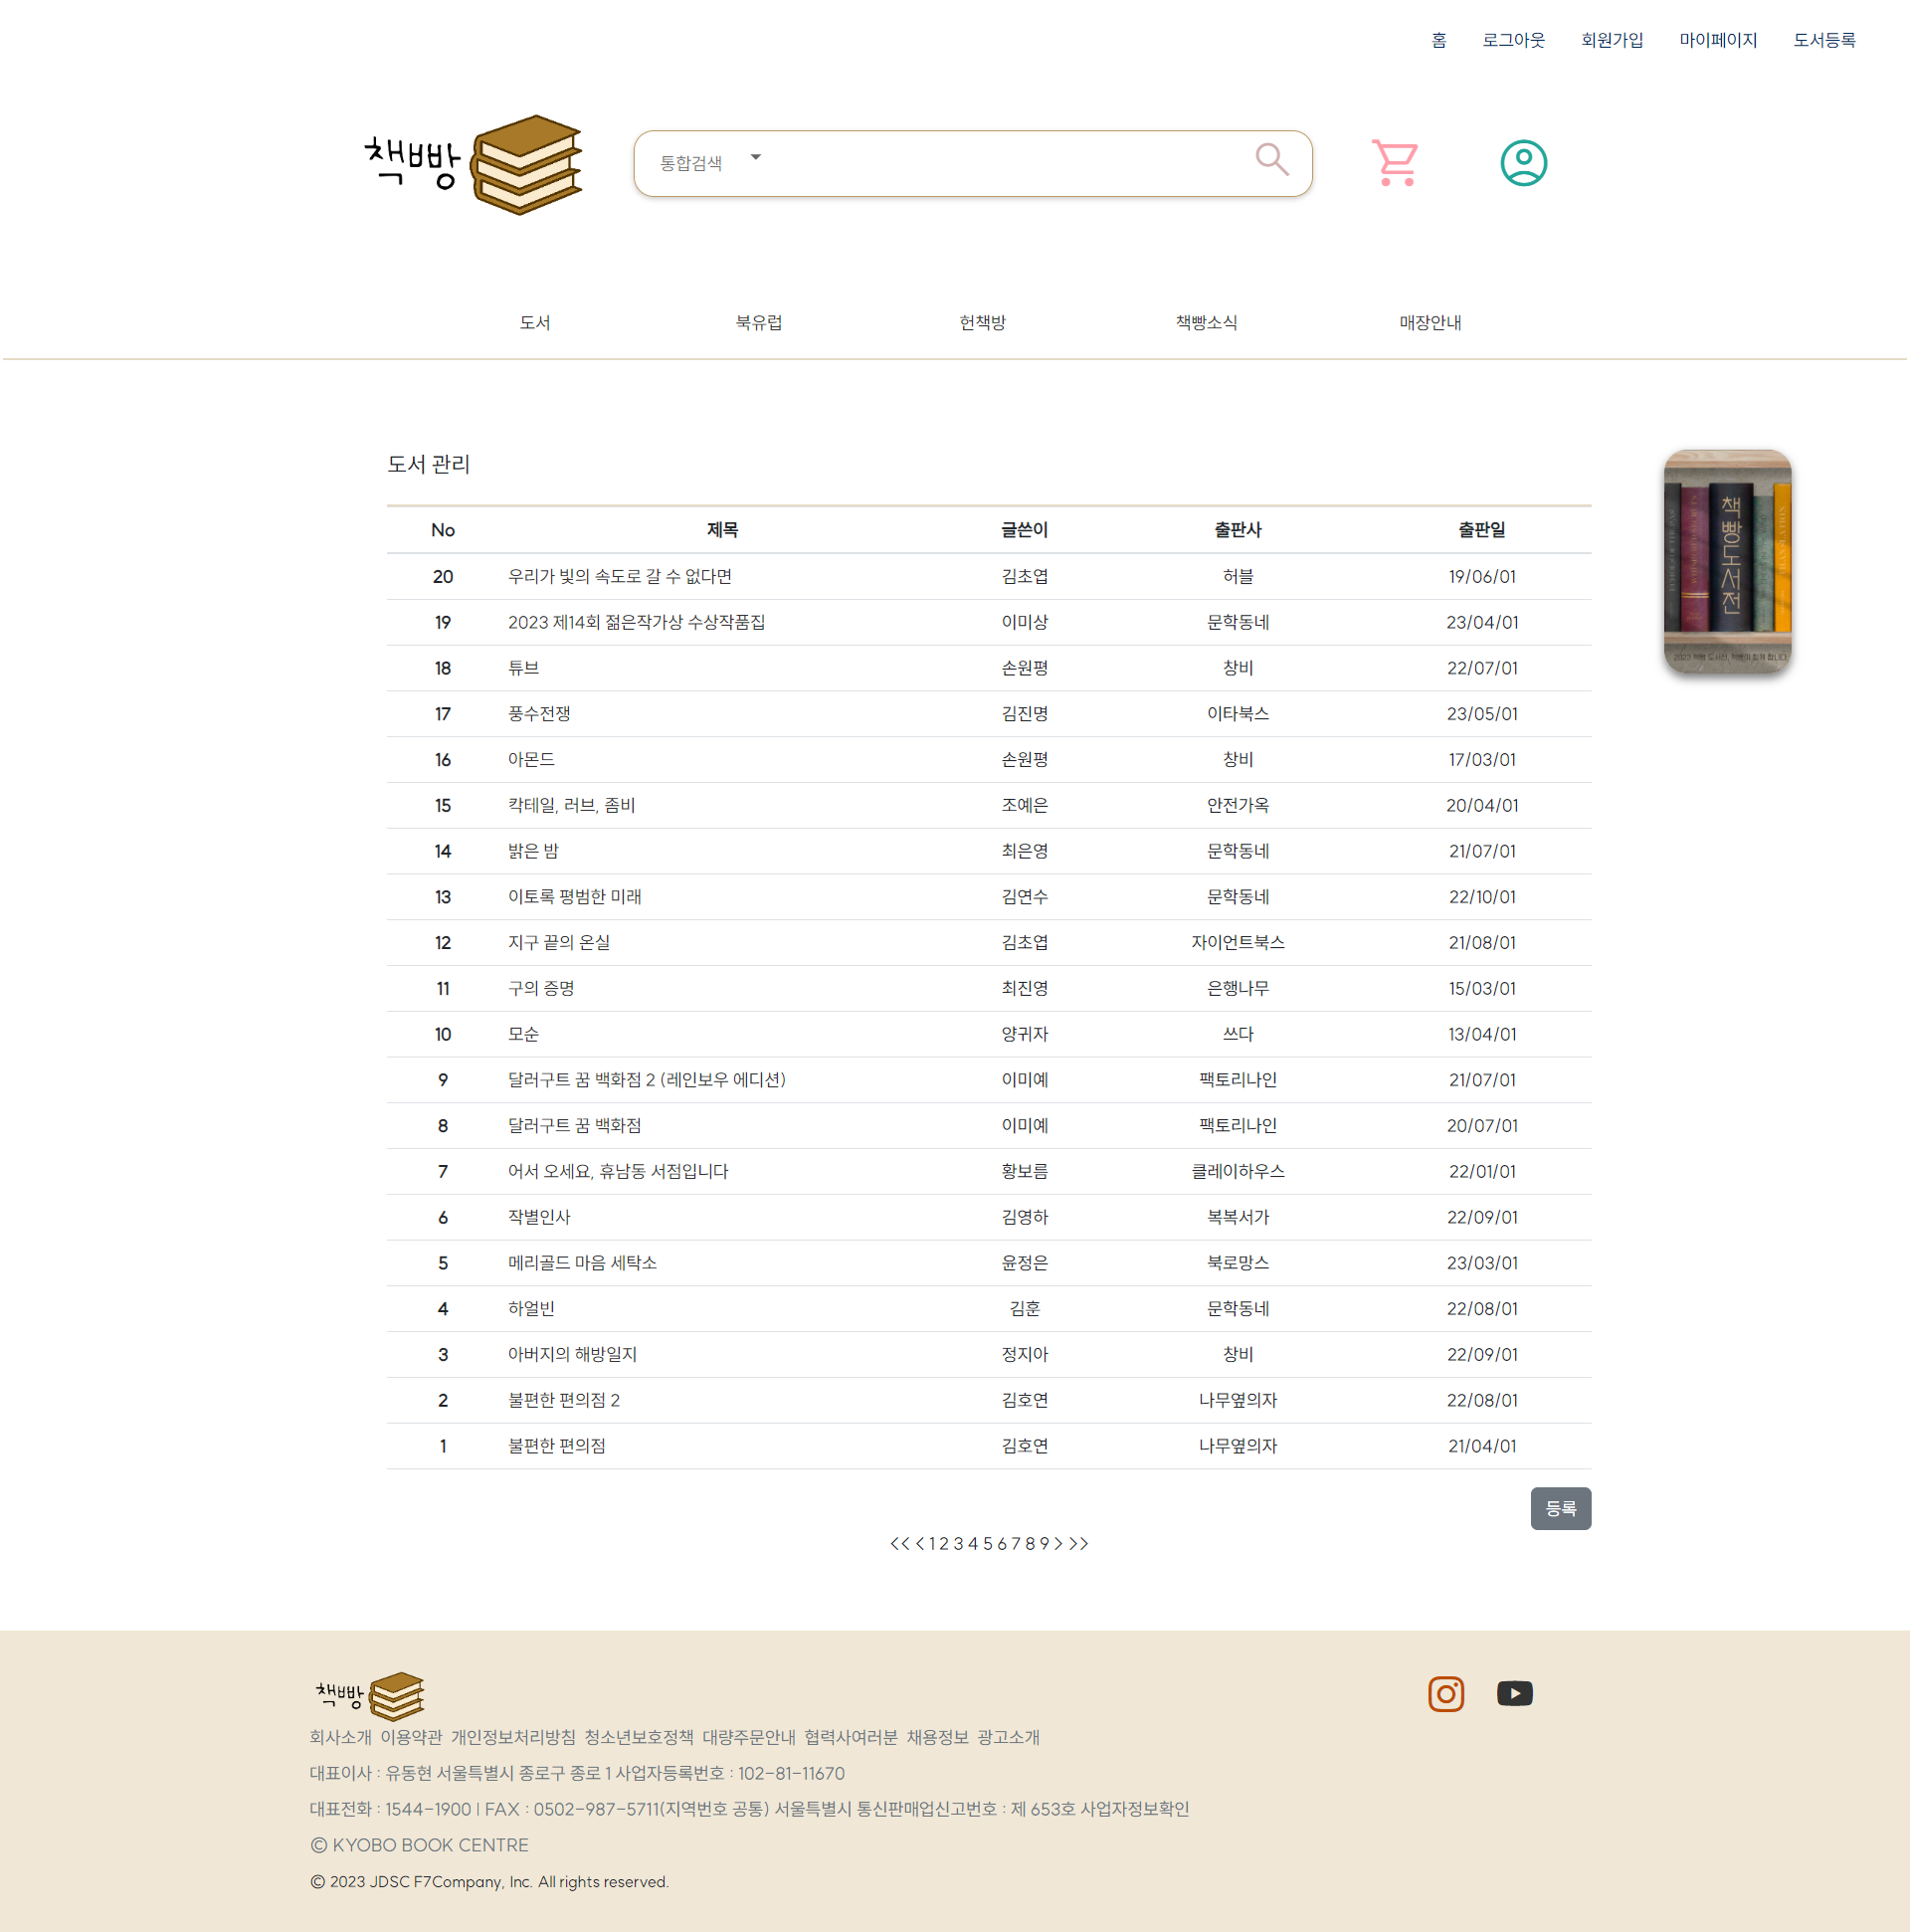 홈 로그아웃 회원가입 마이페이지 도서등록
책빵
통합검색
도서 북유럽 헌책방 책빵소식 매장안내
도서 관리
No 제목 글쓴이 출판사 출판일
20 우리가 빛의 속도로 갈 수 없다면 김초엽 허블 19/06/01
19 2023 제14회 젊은작가상 수상작품집 이미상 문학동네 23/04/01
18 튜브 손원평 창비 22/07/01
17 풍수전쟁 김진명 이타북스 23/05/01
16 아몬드 손원평 창비 17/03/01
15 칵테일, 러브, 좀비 조예은 안전가옥 20/04/01
14 밝은 밤 최은영 문학동네 21/07/01
13 이토록 평범한 미래 김연수 문학동네 22/10/01
12 지구 끝의 온실 김초엽 자이언트북스 21/08/01
11 구의 증명 최진영 은행나무 15/03/01
10 모순 양귀자 쓰다 13/04/01
9 달러구트 꿈 백화점 2 (레인보우 에디션) 이미예 팩토리나인 21/07/01
8 달러구트 꿈 백화점 이미예 팩토리나인 20/07/01
7 어서 오세요, 휴남동 서점입니다 황보름 클레이하우스 22/01/01
6 작별인사 김영하 복복서가 22/09/01
5 메리골드 마음 세탁소 윤정은 북로망스 23/03/01
4 하얼빈 김훈 문학동네 22/08/01
3 아버지의 해방일지 정지아 창비 22/09/01
2 불편한 편의점 2 김호연 나무옆의자 22/08/01
1 불편한 편의점 김호연 나무옆의자 21/04/01
등록
<< < 1 2 3 4 5 6 7 8 9 > >>
책빵도서전
책빵
회사소개 이용약관 개인정보처리방침 청소년보호정책 대량주문안내 협력사여러분 채용정보 광고소개
대표이사 : 유동현 서울특별시 종로구 종로 1 사업자등록번호 : 102-81-11670
대표전화 : 1544-1900 | FAX : 0502-987-5711(지역번호 공통) 서울특별시 통신판매업신고번호 : 제 653호 사업자정보확인
© KYOBO BOOK CENTRE
© 2023 JDSC F7Company, Inc. All rights reserved.